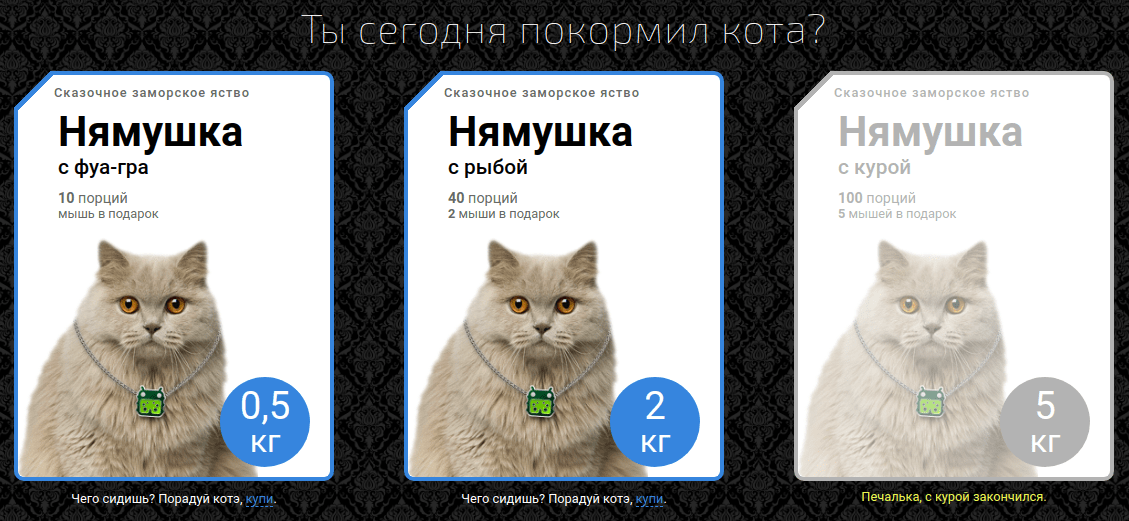 Ты сегодня покормил кота?
Сказочное заморское яство
Нямушка
с фуа-гра
10 порций
мышь в подарок
0,5
кг
Чего сидишь? Порадуй котэ, купи.
Сказочное заморское яство
Нямушка
с рыбой
40 порций
2 мыши в подарок
2
кг
Чего сидишь? Порадуй котэ, купи.
Сказочное заморское яство
Нямушка
с курой
100 порций
5 мышей в подарок
5
кг
Печалька, с курой закончился.